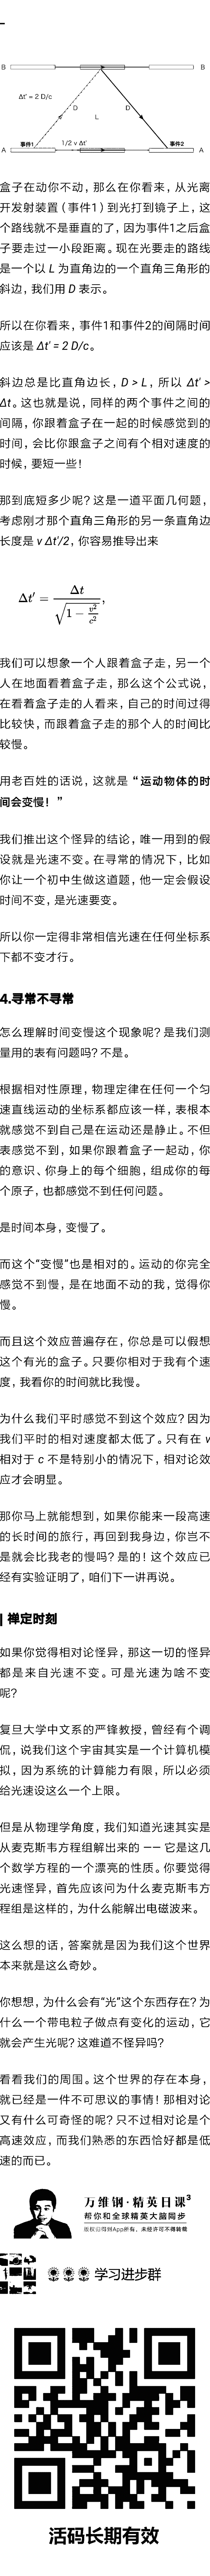 B
B
Δt' = 2 D/c
D
D
L
事件1
1/2 v Δt'
事件2
A
A
盒子在动你不动，那么在你看来，从光离
开发射装置（事件1）到光打到镜子上，这
个路线就不是垂直的了，因为事件1之后盒
子要走过一小段距离。现在光要走的路线
是一个以 L 为直角边的一个直角三角形的
斜边，我们用 D 表示。
所以在你看来，事件1和事件2的间隔时间
应该是 Δt' = 2 D/c。
斜边总是比直角边长，D > L，所以 Δt' >
Δt。这也就是说，同样的两个事件之间的
间隔，你跟着盒子在一起的时候感觉到的
时间，会比你跟盒子之间有个相对速度的
时候，要短一些！
那到底短多少呢？这是一道平面几何题，
考虑刚才那个直角三角形的另一条直角边
长度是 v Δt'/2，你容易推导出来
Δt′ = Δt / √(1 − v²/c²),
我们可以想象一个人跟着盒子走，另一个
人在地面看着盒子走，那么这个公式说，
在看着盒子走的人看来，自己的时间过得
比较快，而跟着盒子走的那个人的时间比
较慢。
用老百姓的话说，这就是“运动物体的时
间会变慢！”
我们推出这个怪异的结论，唯一用到的假
设就是光速不变。在寻常的情况下，比如
你让一个初中生做这道题，他一定会假设
时间不变，是光速要变。
所以你一定得非常相信光速在任何坐标系
下都不变才行。
4.寻常不寻常
怎么理解时间变慢这个现象呢？是我们测
量用的表有问题吗？不是。
根据相对性原理，物理定律在任何一个匀
速直线运动的坐标系都应该一样，表根本
就感觉不到自己是在运动还是静止。不但
表感觉不到，如果你跟着盒子一起动，你
的意识、你身上的每个细胞，组成你的每
个原子，也都感觉不到任何问题。
是时间本身，变慢了。
而这个“变慢”也是相对的。运动的你完全
感觉不到慢，是在地面不动的我，觉得你
慢。
而且这个效应普遍存在，你总是可以假想
这个有光的盒子。只要你相对于我有个速
度，我看你的时间就比我慢。
为什么我们平时感觉不到这个效应？因为
我们平时的相对速度都太低了。只有在 v
相对于 c 不是特别小的情况下，相对论效
应才会明显。
那你马上就能想到，如果你能来一段高速
的长时间的旅行，再回到我身边，你岂不
是就会比我老的慢吗？是的！这个效应已
经有实验证明了，咱们下一讲再说。
| 禅定时刻
如果你觉得相对论怪异，那这一切的怪异
都是来自光速不变。可是光速为啥不变
呢？
复旦大学中文系的严锋教授，曾经有个调
侃，说我们这个宇宙其实是一个计算机模
拟，因为系统的计算能力有限，所以必须
给光速设这么一个上限。
但是从物理学角度，我们知道光速其实是
从麦克斯韦方程组解出来的 —— 它是这几
个数学方程的一个漂亮的性质。你要觉得
光速怪异，首先应该问为什么麦克斯韦方
程组是这样的，为什么能解出电磁波来。
这么想的话，答案就是因为我们这个世界
本来就是这么奇妙。
你想想，为什么会有“光”这个东西存在？为
什么一个带电粒子做点有变化的运动，它
就会产生光呢？这难道不怪异吗？
看看我们的周围。这个世界的存在本身，
就已经是一件不可思议的事情！那相对论
又有什么可奇怪的呢？只不过相对论是个
高速效应，而我们熟悉的东西恰好都是低
速的而已。
万维钢·精英日课3
帮你和全球精英大脑同步
版权归得到App所有，未经许可不得转载
学习进步群
活码长期有效